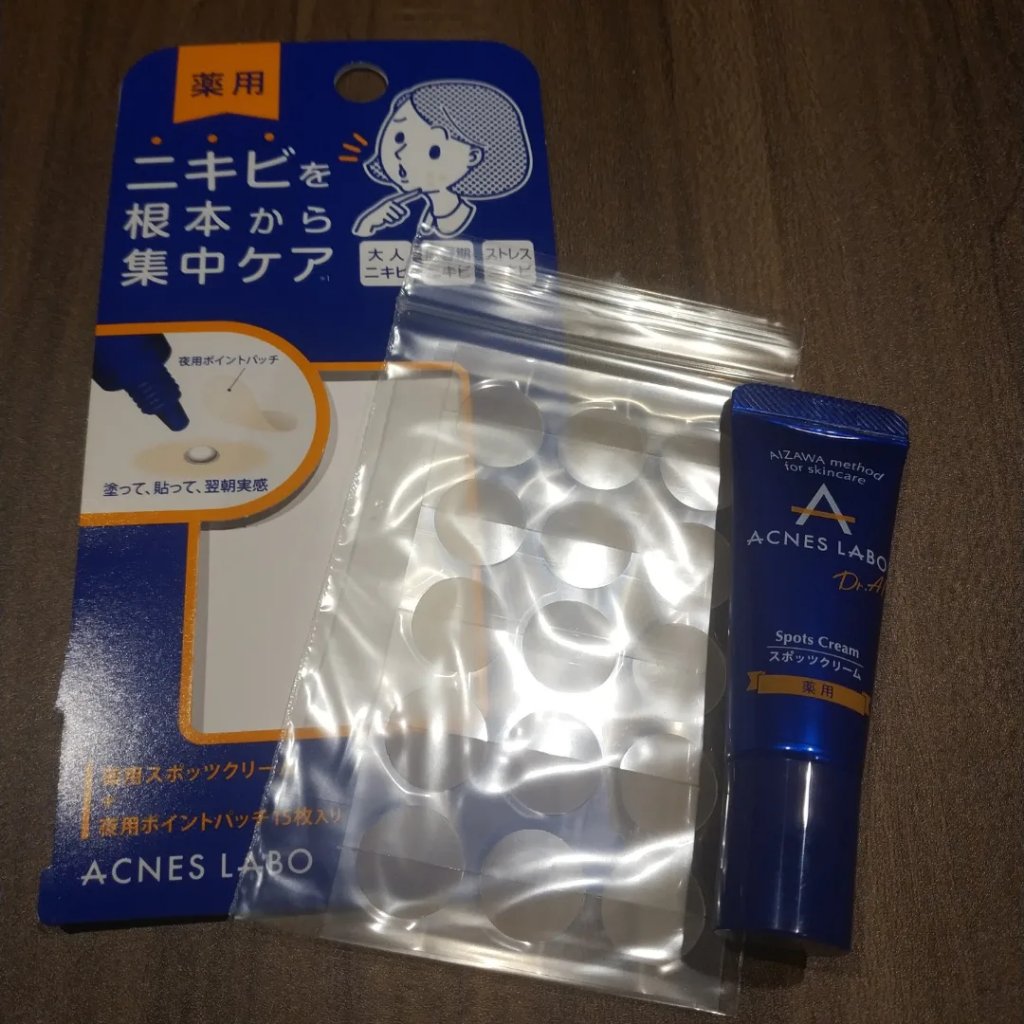 薬用
ニキビを
根本から
集中ケア
※1
大人
ニキビ
ストレス
夜用ポイントパッチ
塗って、貼って、翌朝実感
用スポッツクリー
+
夜用ポイントパッチ 15枚入り
ACNES LABO
AIZAWA method
for skincare
A
ACNES LABO
Dr.A
Spots Cream
スポッツクリーム
薬用